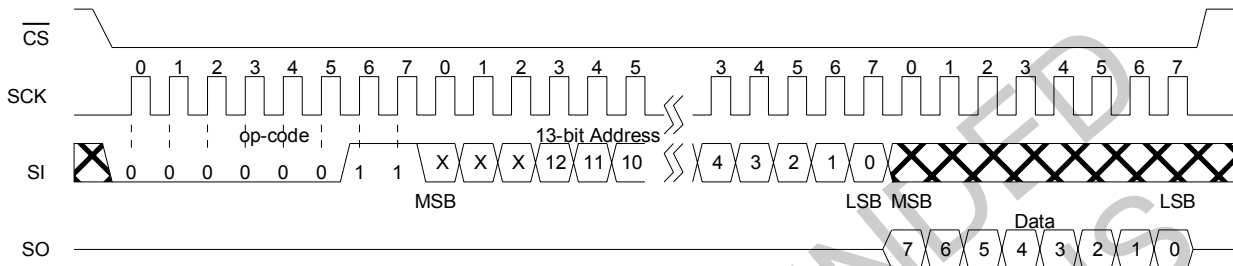 CS
0 1 2 3 4 5 6 7 0 1 2 3 4 5 3 4 5 6 7 0 1 2 3 4 5 6 7
SCK
op-code 13-bit Address
SI 0 0 0 0 0 0 1 1 X X X 12 11 10 4 3 2 1 0
MSB LSB MSB LSB
Data
SO 7 6 5 4 3 2 1 0